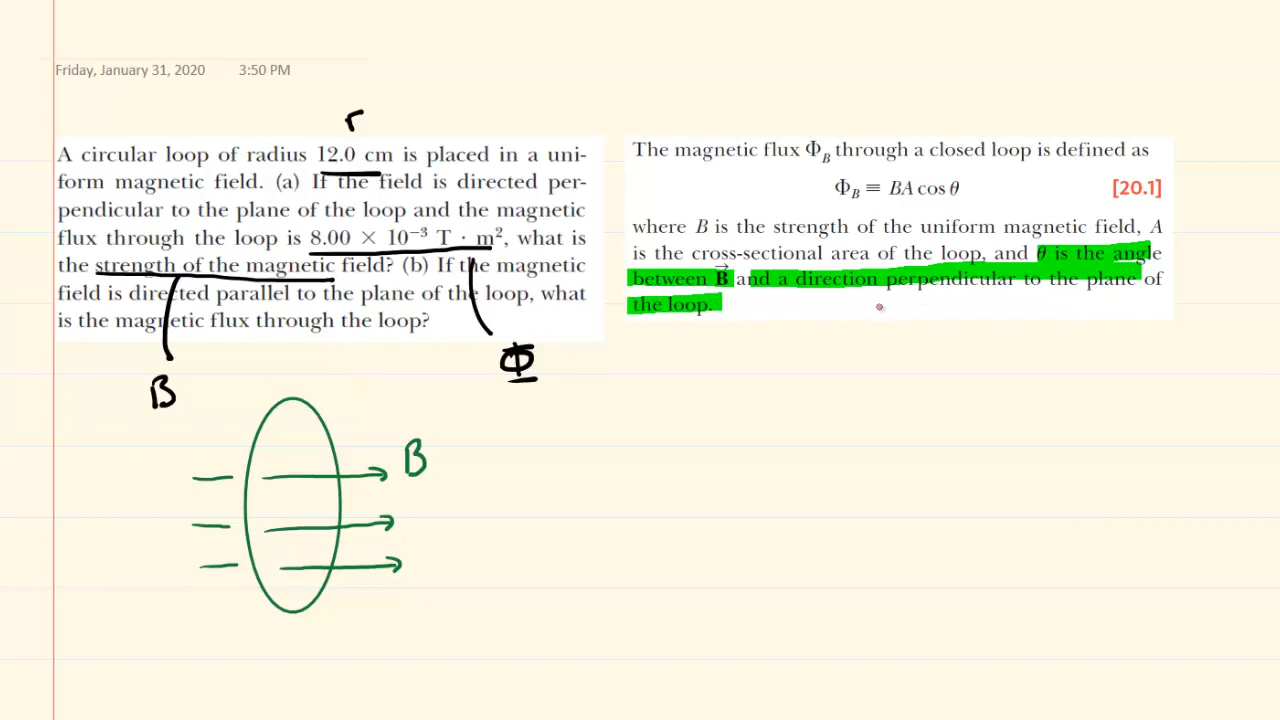 Friday, January 31, 2020 3:50 PM
r
A circular loop of radius 12.0 cm is placed in a uni-
form magnetic field. (a) If the field is directed per-
pendicular to the plane of the loop and the magnetic
flux through the loop is 8.00 × 10⁻³ T · m², what is
the strength of the magnetic field? (b) If the magnetic
field is directed parallel to the plane of the loop, what
is the magnetic flux through the loop?
B
Φ
B
The magnetic flux Φ_B through a closed loop is defined as
Φ_B ≡ BA cos θ [20.1]
where B is the strength of the uniform magnetic field, A
is the cross-sectional area of the loop, and θ is the angle
between B⃗ and a direction perpendicular to the plane of
the loop.